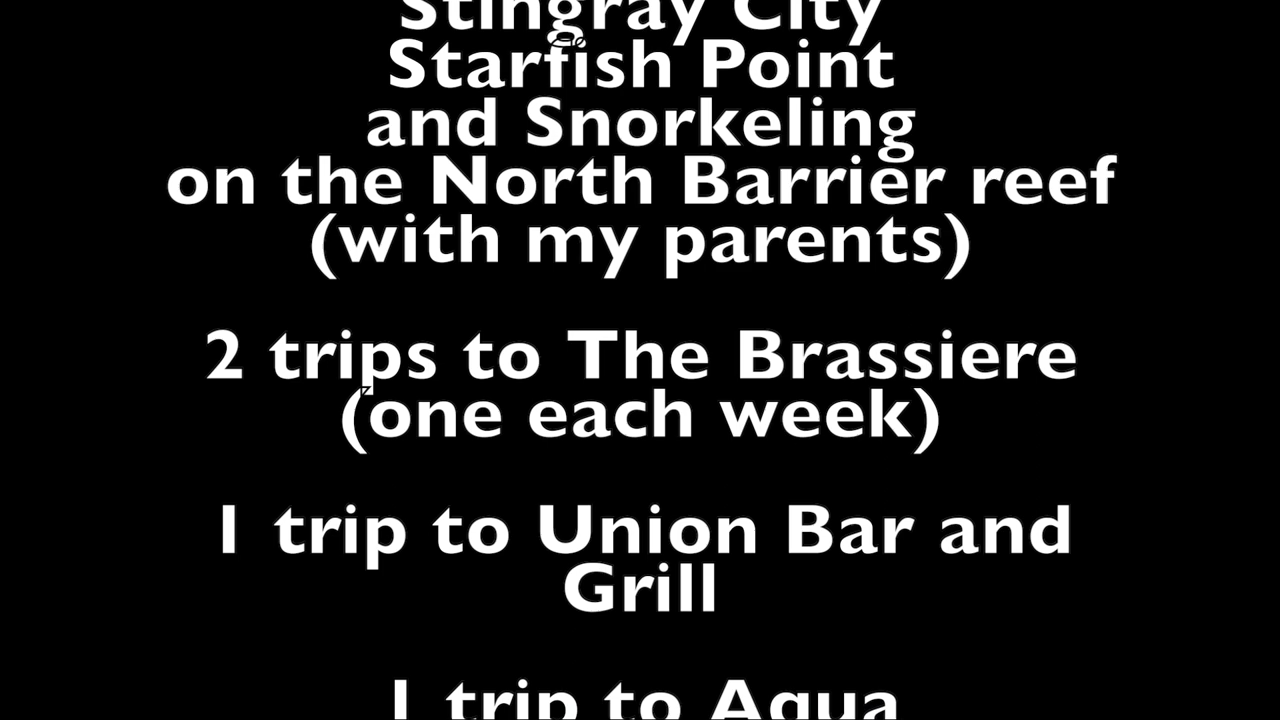 Stingray City
Starfish Point
and Snorkeling
on the North Barrier reef
(with my parents)
2 trips to The Brassiere
(one each week)
1 trip to Union Bar and
Grill
1 trip to Aqua